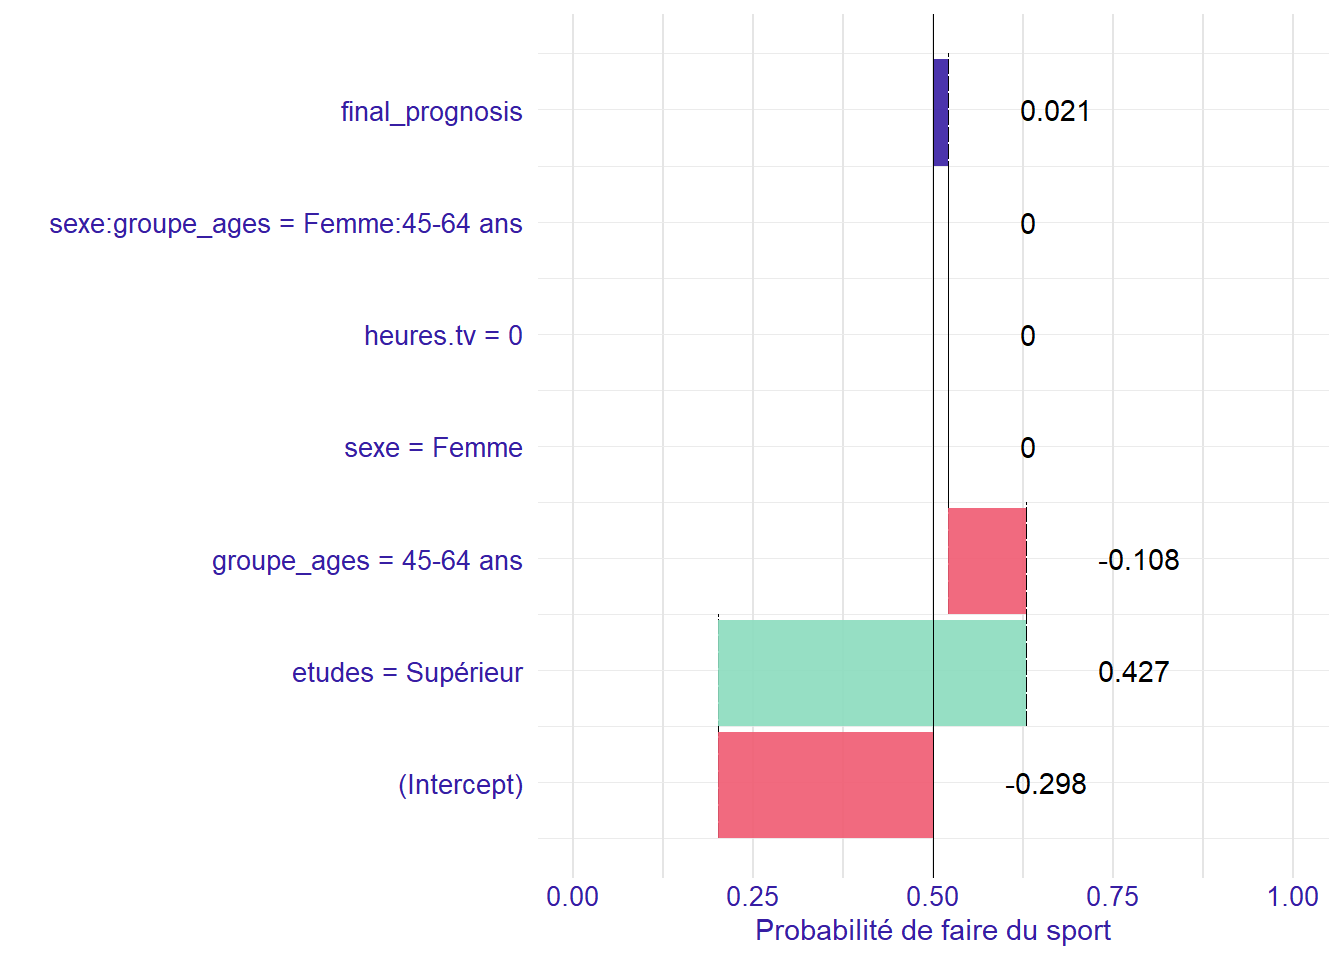 final_prognosis 0.021
sexe:groupe_ages = Femme:45-64 ans 0
heures.tv = 0 0
sexe = Femme 0
groupe_ages = 45-64 ans -0.108
etudes = Supérieur 0.427
(Intercept) -0.298
0.00 0.25 0.50 0.75 1.00
Probabilité de faire du sport